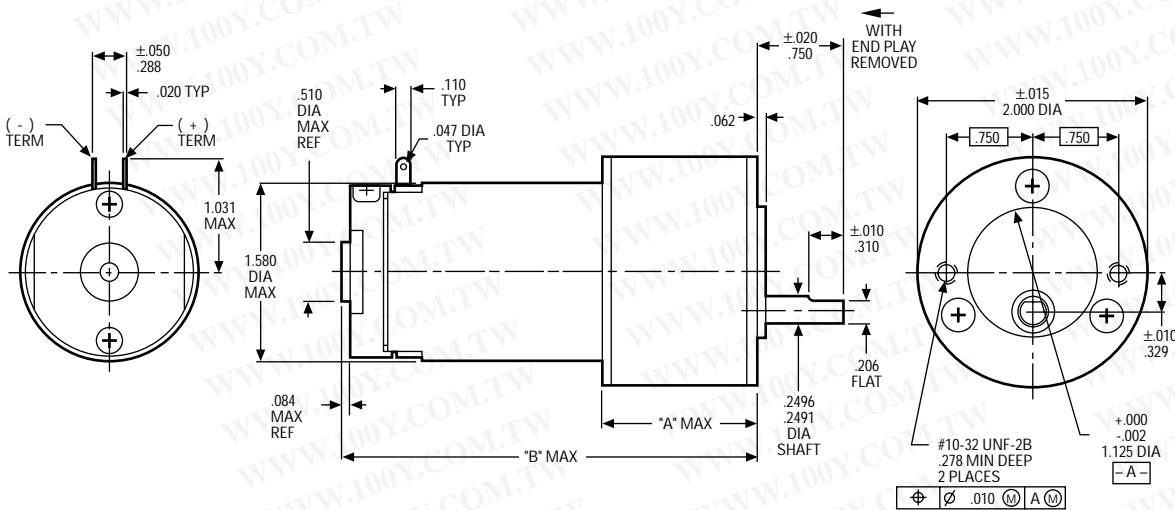 ±.050
.288
.020 TYP
( - )
TERM
( + )
TERM
1.031
MAX
.510
DIA
MAX
REF
.110
TYP
.047 DIA
TYP
1.580
DIA
MAX
.084
MAX
REF
"A" MAX
"B" MAX
±.020
.750
WITH
END PLAY
REMOVED
.062
±.010
.310
.206
FLAT
.2496
.2491
DIA
SHAFT
±.015
2.000 DIA
.750
.750
±.010
.329
#10-32 UNF-2B
.278 MIN DEEP
2 PLACES
⌖ Ø .010 Ⓜ A Ⓜ
+.000
-.002
1.125 DIA
- A -
WWW.100Y.COM.TW